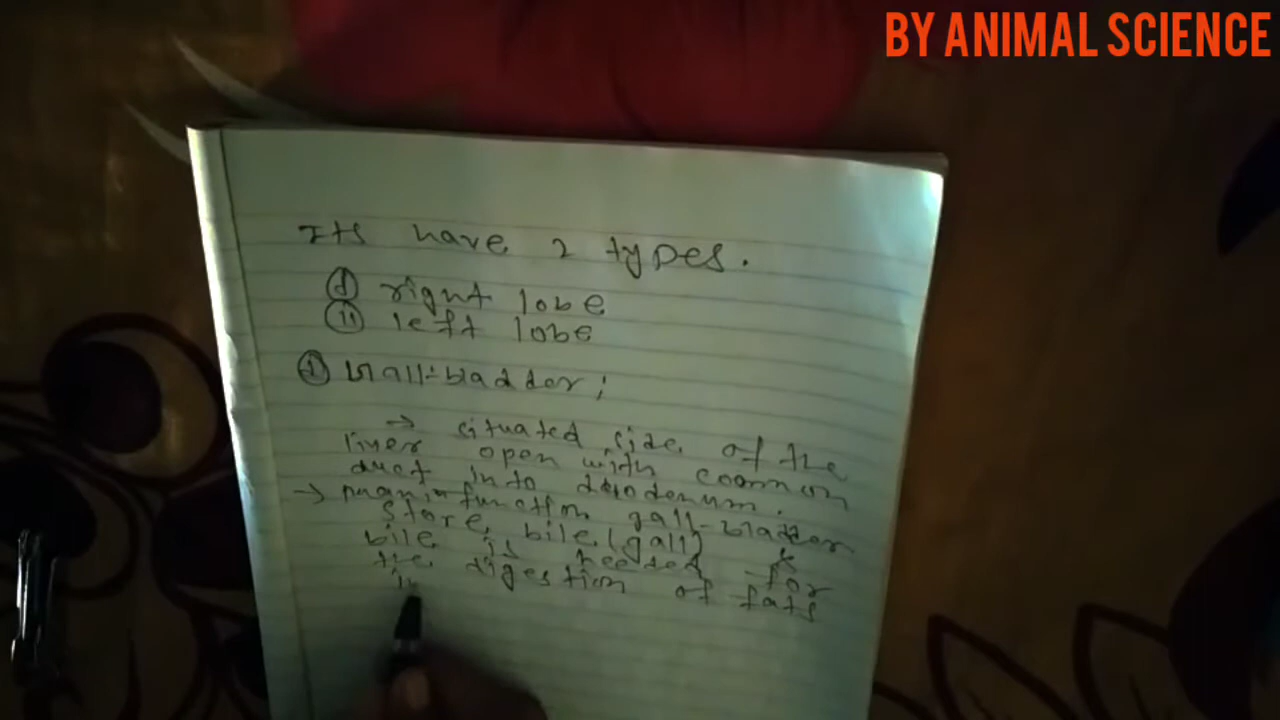 BY ANIMAL SCIENCE
Its have 2 types.
(i) right lobe
(ii) left lobe
(1) Gall-bladder;
→ situated side of the
liver open with common
duct into duodenum.
→ main function gall-bladder
store bile (gall) &
bile is needed for
the digestion of fats
in